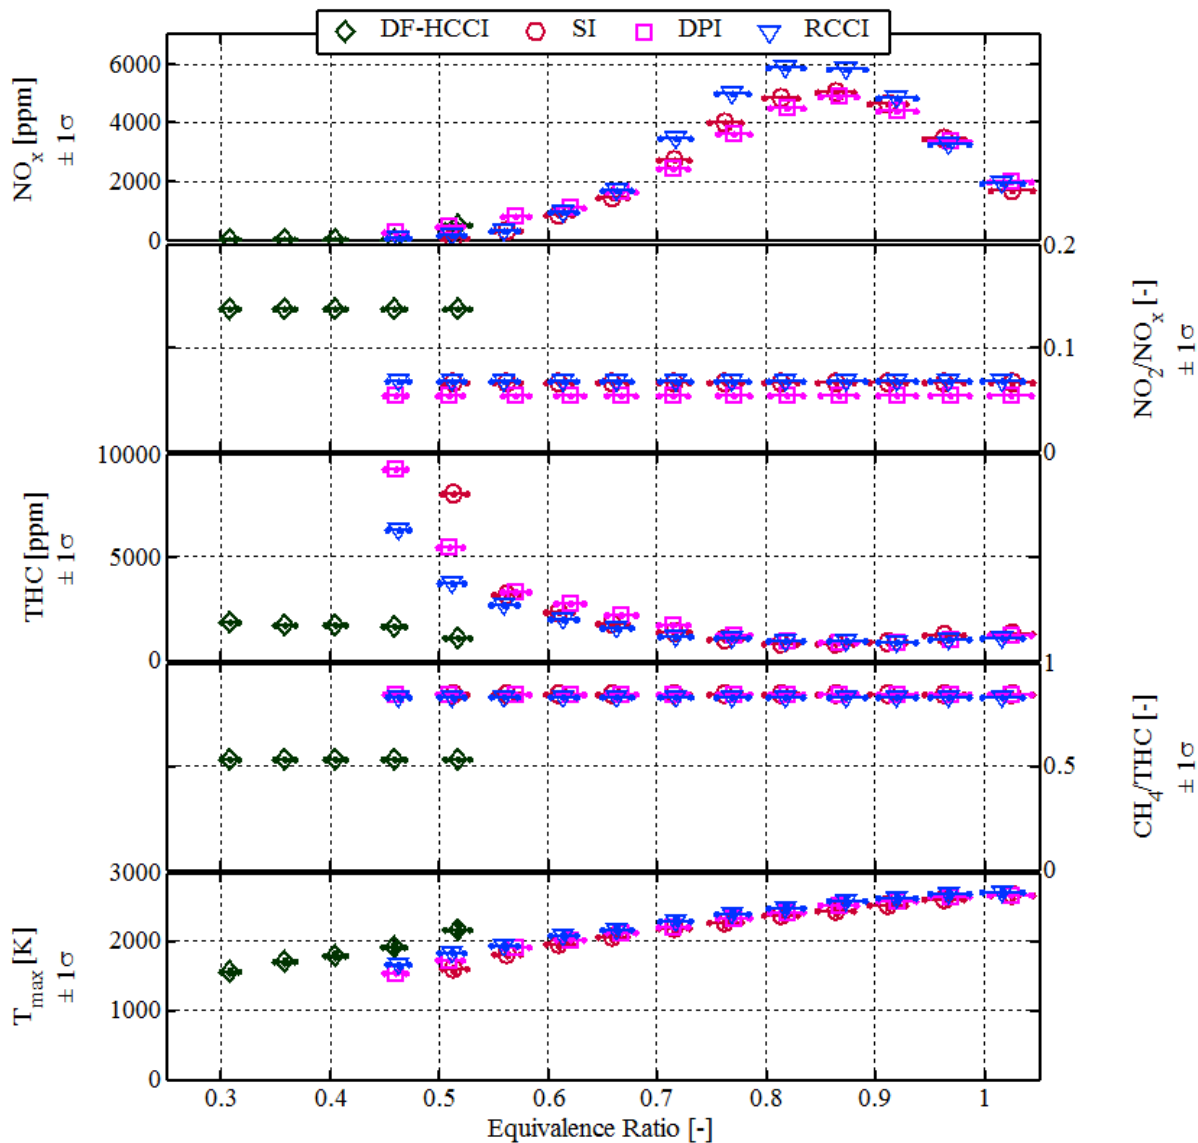 DF-HCCI SI DPI RCCI
NOx [ppm]
± 1σ
6000
4000
2000
0
0.2
0.1
0
NO2/NOx [-]
± 1σ
THC [ppm]
± 1σ
10000
5000
0
1
0.5
0
CH4/THC [-]
± 1σ
Tmax [K]
± 1σ
3000
2000
1000
0
0.3 0.4 0.5 0.6 0.7 0.8 0.9 1
Equivalence Ratio [-]